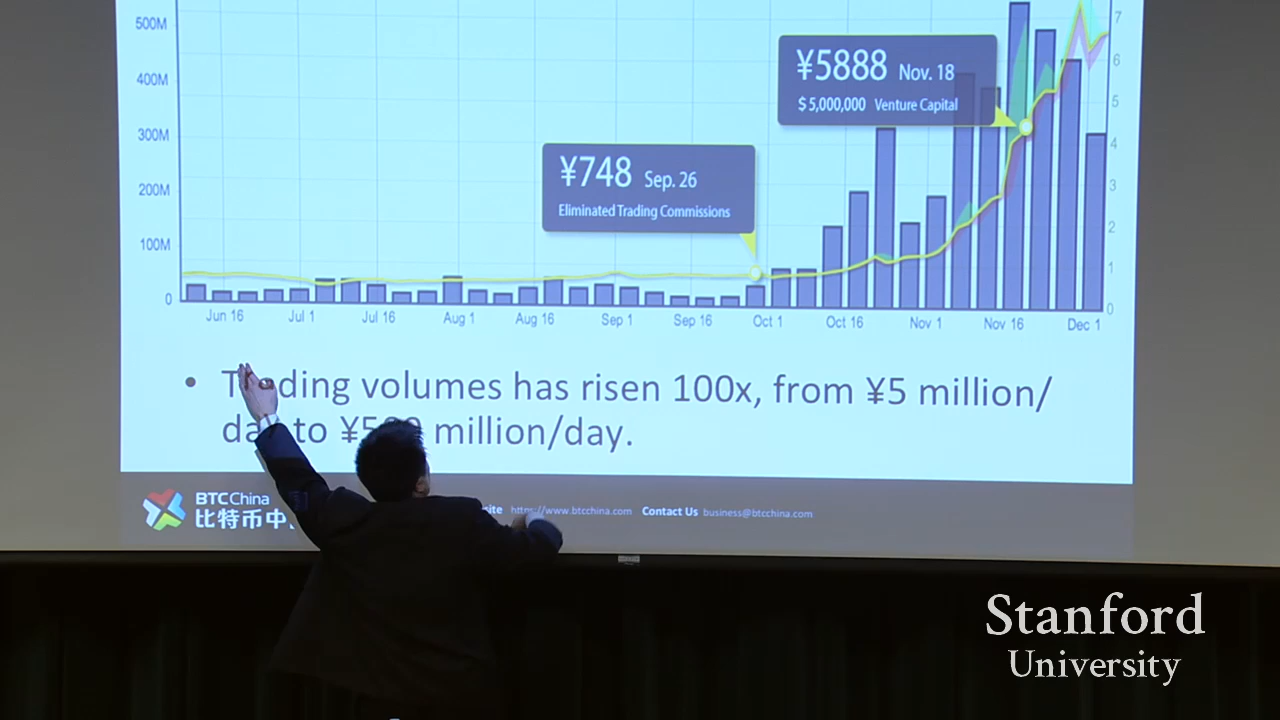 500M
400M
300M
200M
100M
0
7
6
5
4
3
2
1
0
¥5888 Nov. 18
$5,000,000 Venture Capital
¥748 Sep. 26
Eliminated Trading Commissions
Jun 16 Jul 1 Jul 16 Aug 1 Aug 16 Sep 1 Sep 16 Oct 1 Oct 16 Nov 1 Nov 16 Dec 1
• Trading volumes has risen 100x, from ¥5 million/
day to ¥500 million/day.
BTCChina
比特币中
https://www.btcchina.com Contact Us business@btcchina.com
Stanford
University